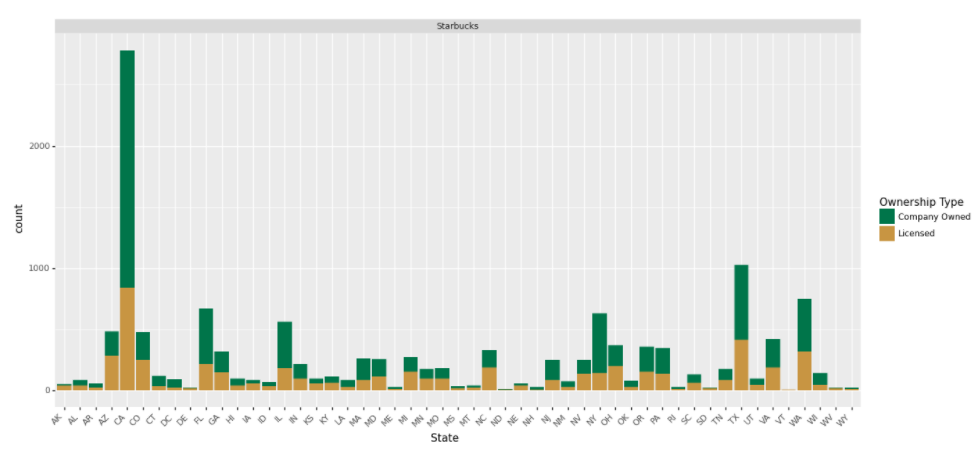 Starbucks
2000
1000
0
count
AK AL AR AZ CA CO CT DC DE FL GA HI IA ID IL IN KS KY LA MA MD ME MI MN MO MS MT NC ND NE NH NJ NM NV NY OH OK OR PA RI SC SD TN TX UT VA VT WA WI WV WY
State
Ownership Type
Company Owned
Licensed